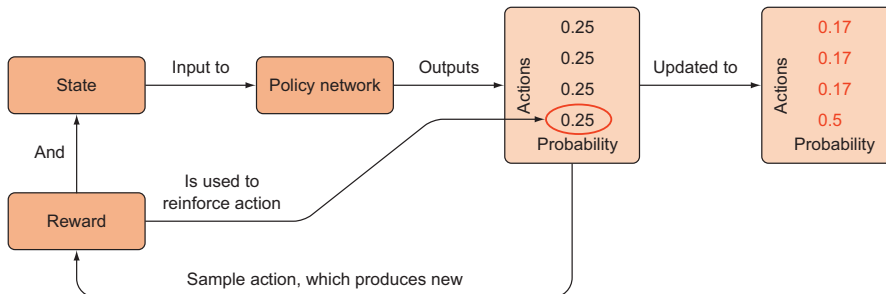 State
Input to
Policy network
Outputs
Actions
0.25
0.25
0.25
0.25
Probability
Updated to
Actions
0.17
0.17
0.17
0.5
Probability
And
Is used to
reinforce action
Reward
Sample action, which produces new